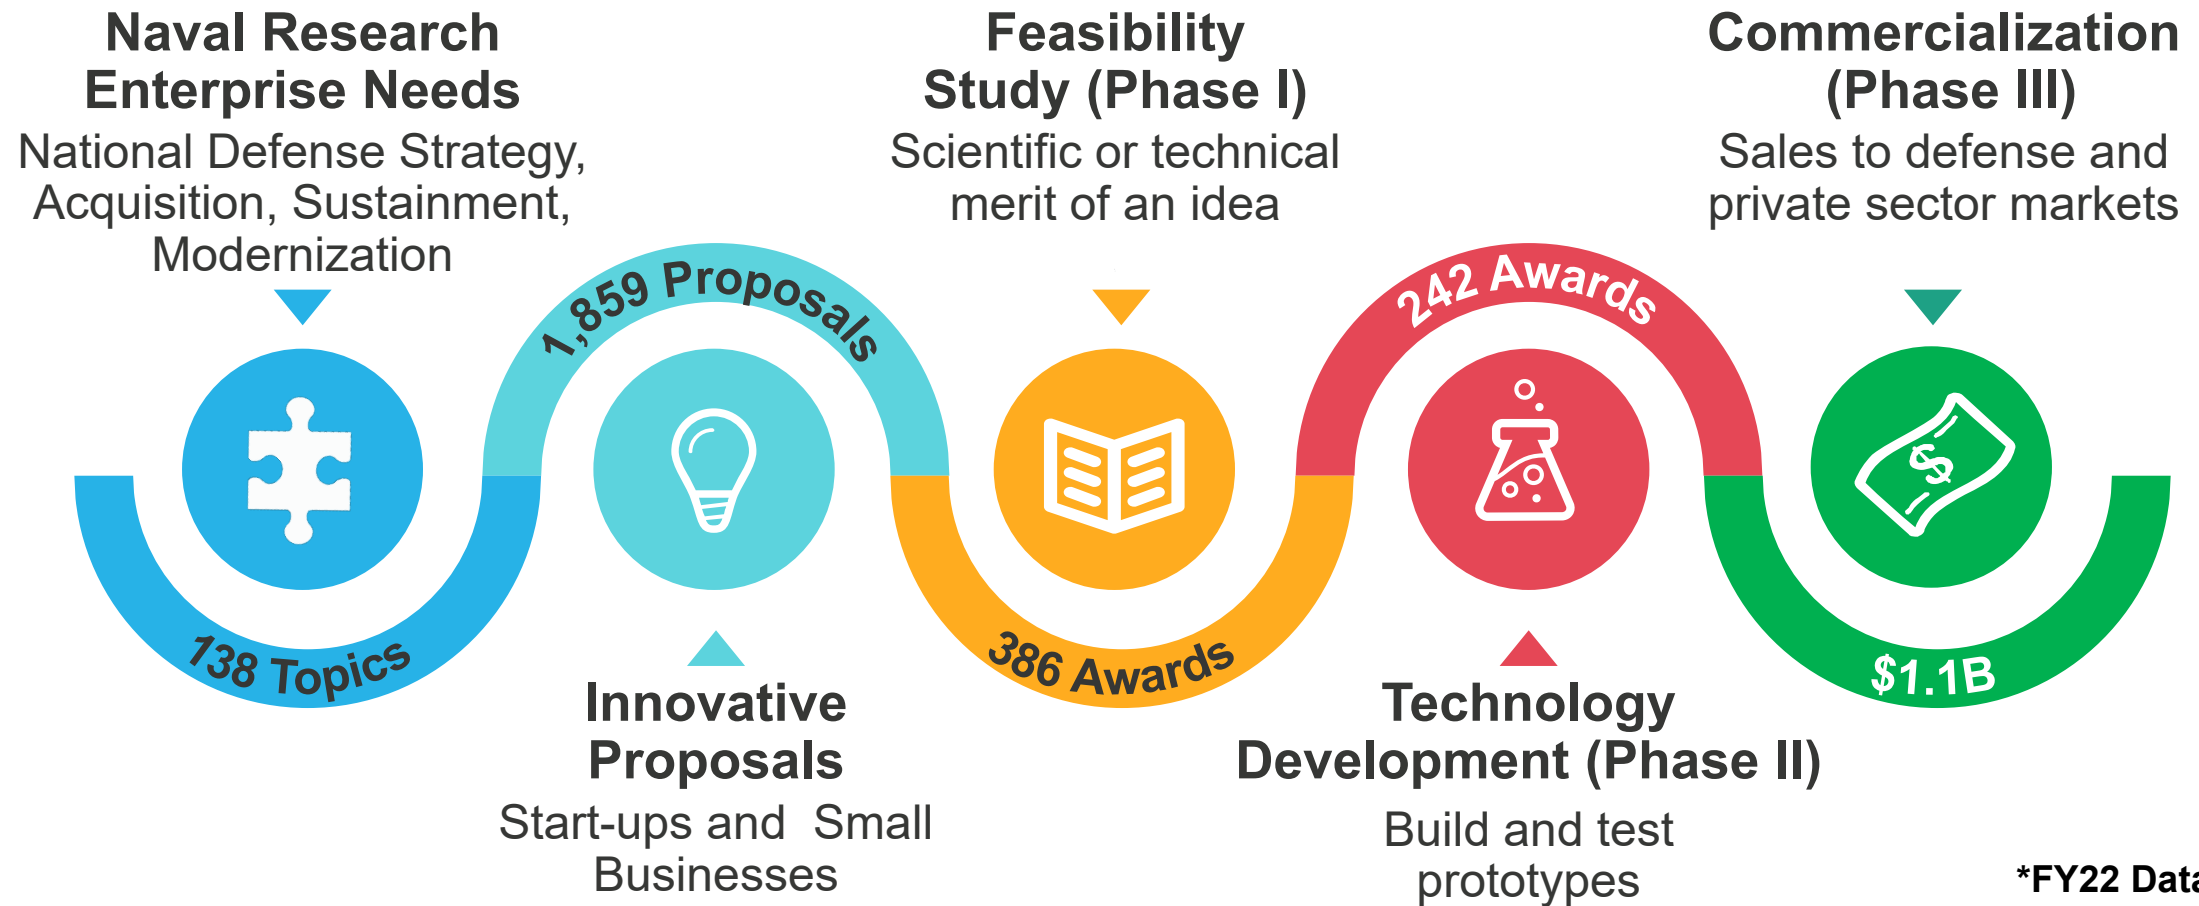 Naval Research
Enterprise Needs
National Defense Strategy,
Acquisition, Sustainment,
Modernization
138 Topics
1,859 Proposals
Innovative
Proposals
Start-ups and  Small
Businesses
Feasibility
Study (Phase I)
Scientific or technical
merit of an idea
386 Awards
242 Awards
Technology
Development (Phase II)
Build and test
prototypes
Commercialization
(Phase III)
Sales to defense and
private sector markets
$
$1.1B
*FY22 Data